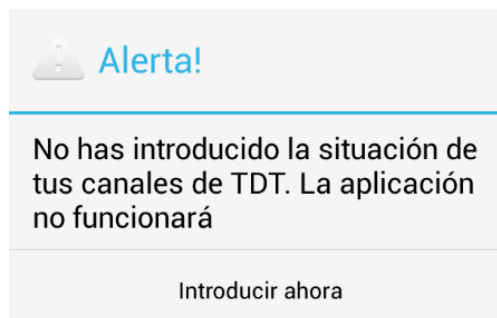 Alerta!
No has introducido la situación de
tus canales de TDT. La aplicación
no funcionará
Introducir ahora